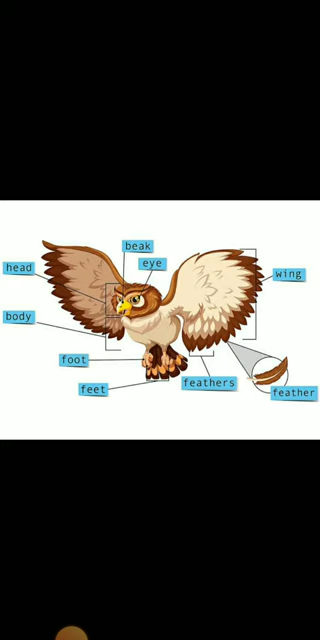 beak
eye
head
wing
body
foot
feet
feathers
feather